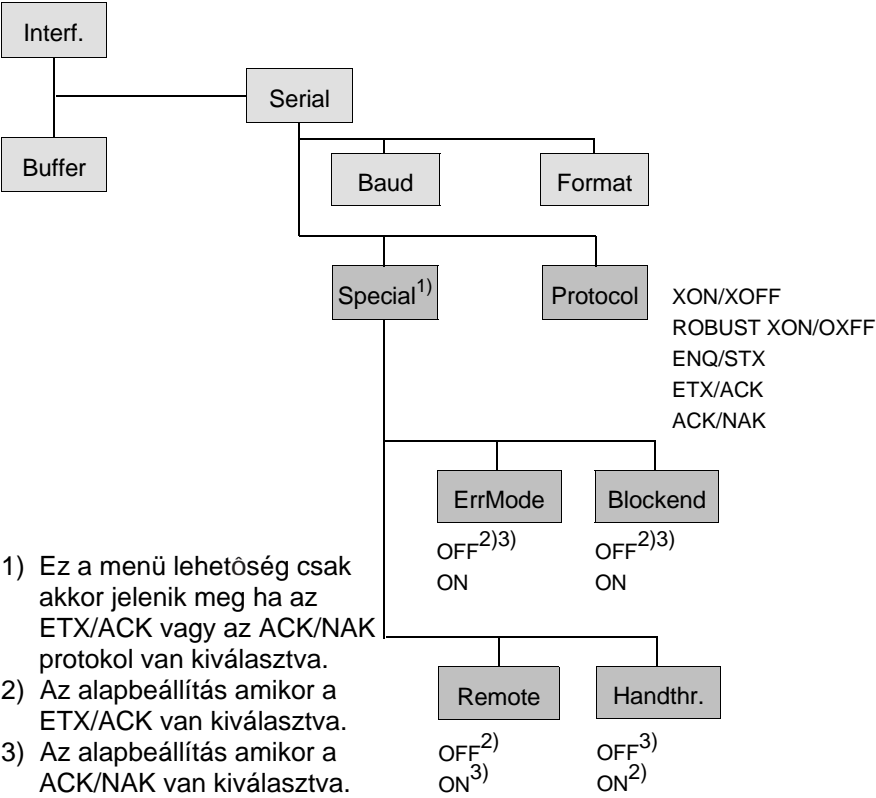 Interf.
Serial
Buffer
Baud
Format
Special1)
Protocol
XON/XOFF
ROBUST XON/OXFF
ENQ/STX
ETX/ACK
ACK/NAK
ErrMode
Blockend
OFF2)3)
ON
OFF2)3)
ON
1) Ez a menü lehetôség csak
akkor jelenik meg ha az
ETX/ACK vagy az ACK/NAK
protokol van kiválasztva.
2) Az alapbeállítás amikor a
ETX/ACK van kiválasztva.
3) Az alapbeállítás amikor a
ACK/NAK van kiválasztva.
Remote
Handthr.
OFF2)
ON3)
OFF3)
ON2)